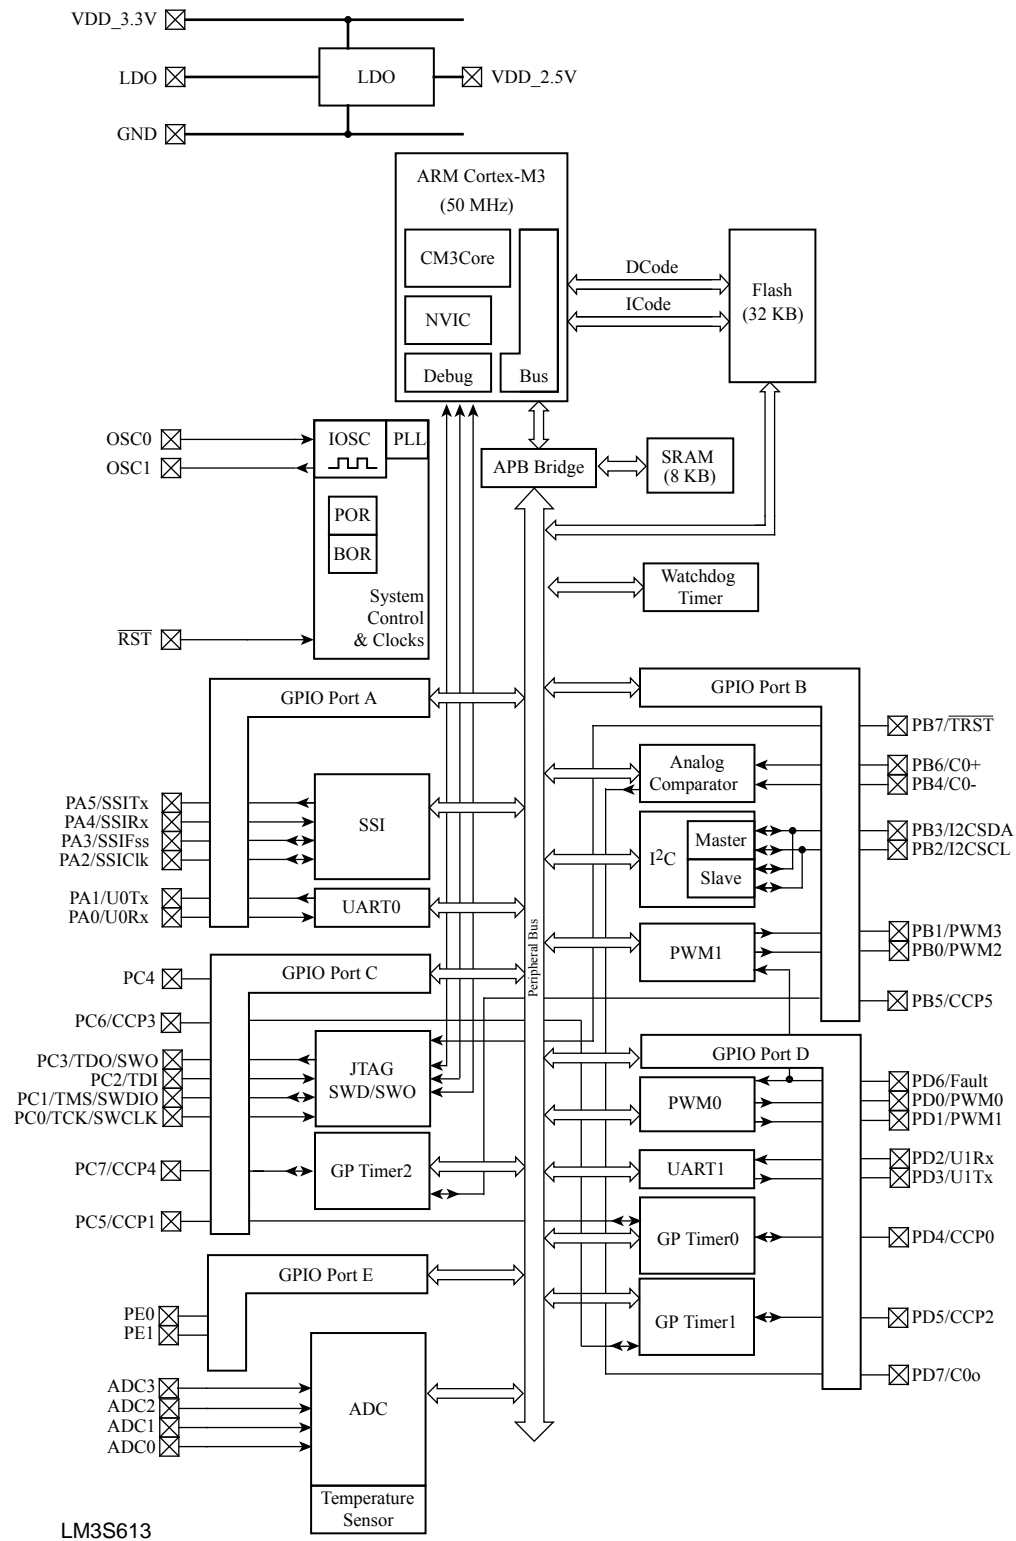 VDD_3.3V
LDO
LDO
VDD_2.5V
GND
ARM Cortex-M3
(50 MHz)
CM3Core
NVIC
Debug
Bus
DCode
ICode
Flash
(32 KB)
OSC0
OSC1
IOSC
PLL
POR
BOR
System
Control
& Clocks
RST
APB Bridge
SRAM
(8 KB)
Watchdog
Timer
Peripheral Bus
GPIO Port A
PA5/SSITx
PA4/SSIRx
PA3/SSIFss
PA2/SSIClk
SSI
PA1/U0Tx
PA0/U0Rx
UART0
GPIO Port B
PB7/TRST
Analog
Comparator
PB6/C0+
PB4/C0-
I²C
Master
Slave
PB3/I2CSDA
PB2/I2CSCL
PWM1
PB1/PWM3
PB0/PWM2
PB5/CCP5
GPIO Port C
PC4
PC6/CCP3
PC3/TDO/SWO
PC2/TDI
PC1/TMS/SWDIO
PC0/TCK/SWCLK
JTAG
SWD/SWO
PC7/CCP4
GP Timer2
PC5/CCP1
GPIO Port D
PWM0
PD6/Fault
PD0/PWM0
PD1/PWM1
UART1
PD2/U1Rx
PD3/U1Tx
GP Timer0
PD4/CCP0
GP Timer1
PD5/CCP2
PD7/C0o
GPIO Port E
PE0
PE1
ADC3
ADC2
ADC1
ADC0
ADC
Temperature
Sensor
LM3S613